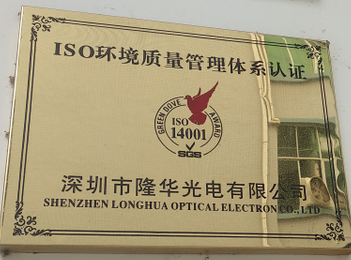 ISO环境质量管理体系认证
GREEN DOVE AWARD
ISO
14001
SGS
深圳市隆华光电有限公司
SHENZHEN LONGHUA OPTICAL ELECTRON CO.,LTD